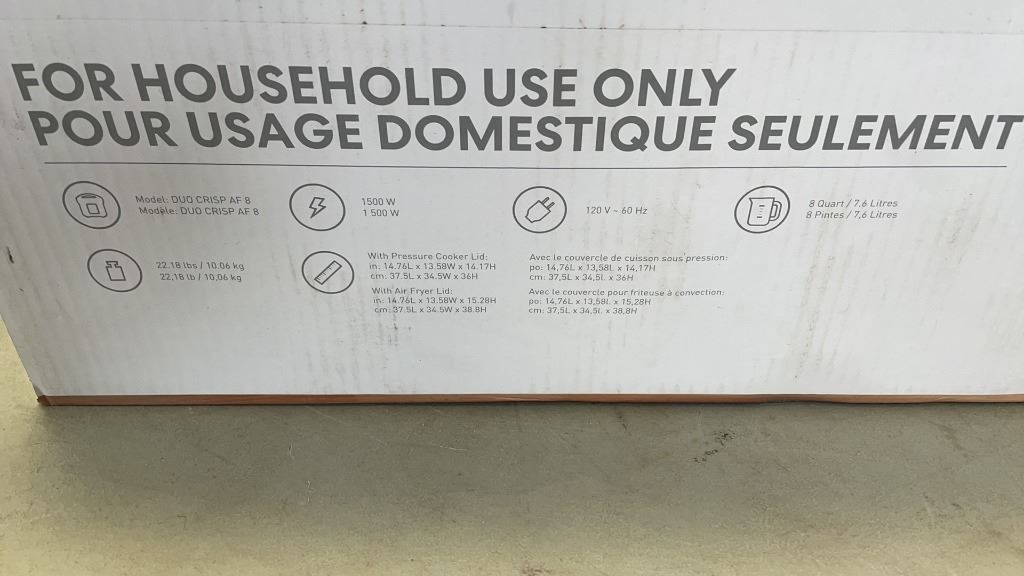 FOR HOUSEHOLD USE ONLY
POUR USAGE DOMESTIQUE SEULEMENT
Model: DUO CRISP AF 8
Modèle: DUO CRISP AF 8
1500 W
1 500 W
120 V ~ 60 Hz
8 Quart / 7.6 Litres
8 Pintes / 7,6 Litres
22.18 lbs / 10.06 kg
22,18 lb / 10,06 kg
With Pressure Cooker Lid:
in: 14.76L x 13.58W x 14.17H
cm: 37.5L x 34.5W x 36H
With Air Fryer Lid:
in: 14.76L x 13.58W x 15.28H
cm: 37.5L x 34.5W x 38.8H
Avec le couvercle de cuisson sous pression:
po: 14,76L x 13,58l. x 14,17H
cm: 37,5L x 34,5l. x 36H
Avec le couvercle pour friteuse à convection:
po: 14,76L x 13,58l. x 15,28H
cm: 37,5L x 34,5l. x 38,8H